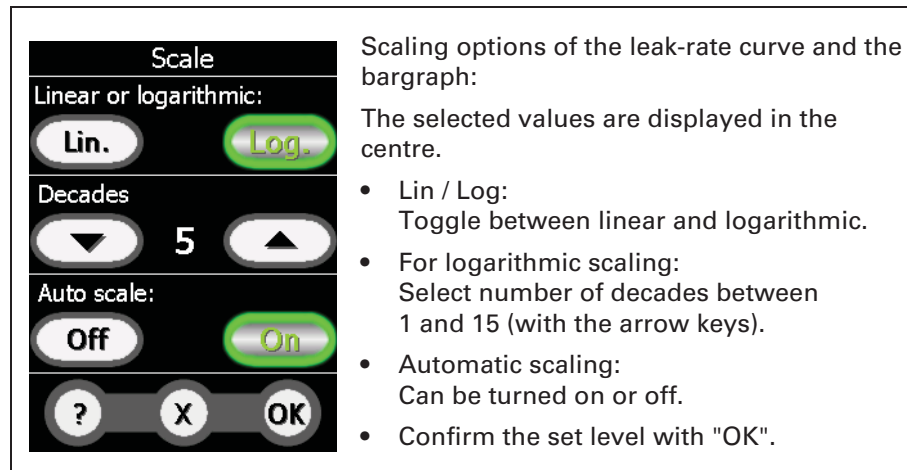 Scale
Linear or logarithmic:
Lin. Log.
Decades
5
Auto scale:
Off On
? X OK
Scaling options of the leak-rate curve and the
bargraph:
The selected values are displayed in the
centre.
• Lin / Log:
Toggle between linear and logarithmic.
• For logarithmic scaling:
Select number of decades between
1 and 15 (with the arrow keys).
• Automatic scaling:
Can be turned on or off.
• Confirm the set level with "OK".